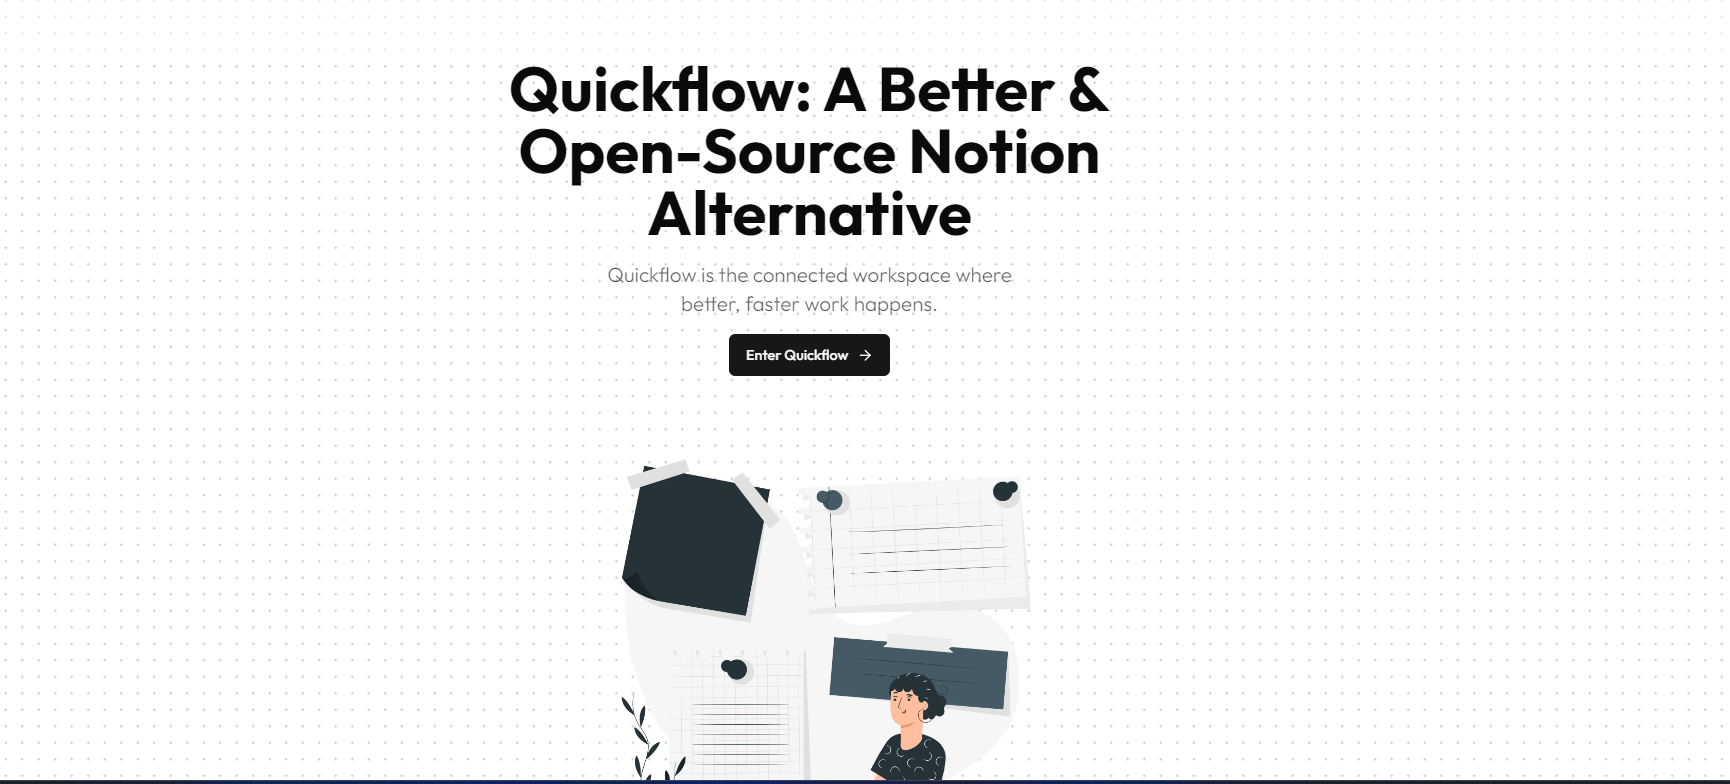 Quickflow: A Better &
Open-Source Notion
Alternative
Quickflow is the connected workspace where
better, faster work happens.
Enter Quickflow →